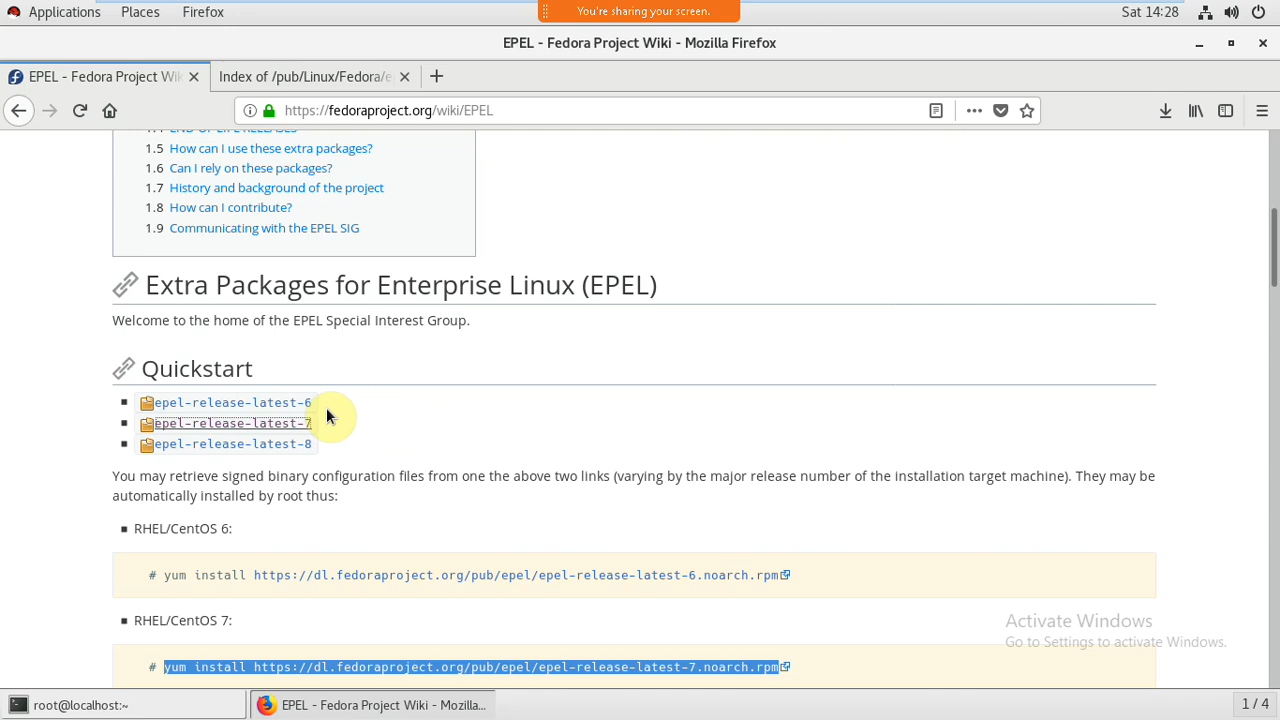 Applications Places Firefox You're sharing your screen. Sat 14:28
EPEL - Fedora Project Wiki - Mozilla Firefox
EPEL - Fedora Project Wiki Index of /pub/Linux/Fedora/e
https://fedoraproject.org/wiki/EPEL
END OF LIFE RELEASES
1.5 How can I use these extra packages?
1.6 Can I rely on these packages?
1.7 History and background of the project
1.8 How can I contribute?
1.9 Communicating with the EPEL SIG
Extra Packages for Enterprise Linux (EPEL)
Welcome to the home of the EPEL Special Interest Group.
Quickstart
epel-release-latest-6
epel-release-latest-7
epel-release-latest-8
You may retrieve signed binary configuration files from one the above two links (varying by the major release number of the installation target machine). They may be
automatically installed by root thus:
RHEL/CentOS 6:
# yum install https://dl.fedoraproject.org/pub/epel/epel-release-latest-6.noarch.rpm
RHEL/CentOS 7:
# yum install https://dl.fedoraproject.org/pub/epel/epel-release-latest-7.noarch.rpm
Activate Windows
Go to Settings to activate Windows.
root@localhost:~ EPEL - Fedora Project Wiki - Mozilla... 1 / 4